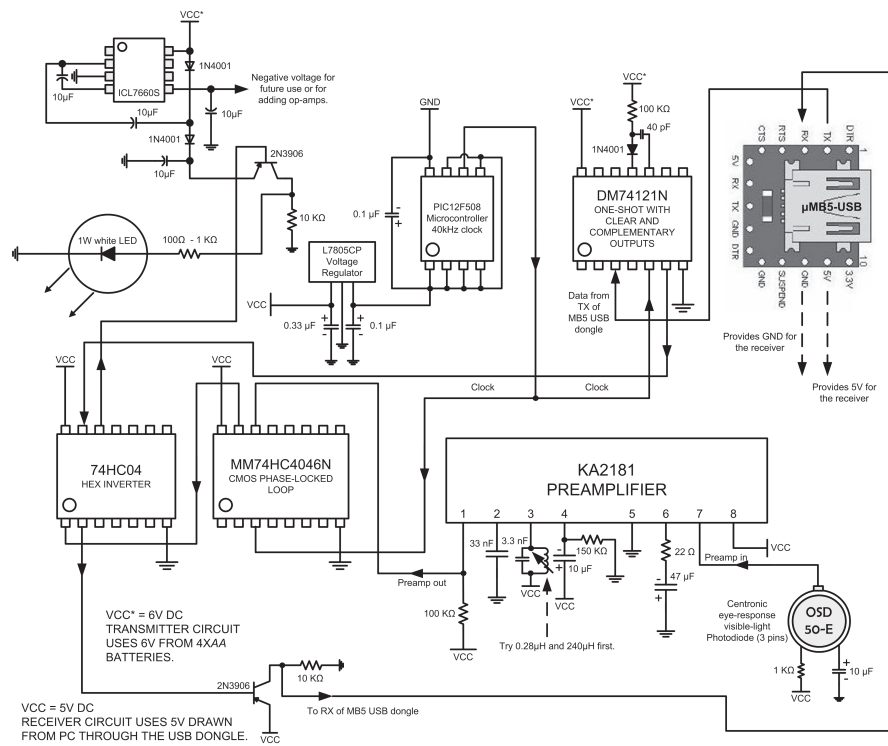 VCC*
ICL7660S
1N4001
10µF
10µF
10µF
Negative voltage for
future use or for
adding op-amps.
1N4001
10µF
2N3906
10 KΩ
1W white LED
100Ω - 1 KΩ
GND
0.1 µF
PIC12F508
Microcontroller
40kHz clock
L7805CP
Voltage
Regulator
VCC
0.33 µF
0.1 µF
VCC*
VCC*
100 KΩ
40 pF
1N4001
DM74121N
ONE-SHOT WITH
CLEAR AND
COMPLEMENTARY
OUTPUTS
Data from
TX of
MB5 USB
dongle
CTS
RTS
RX
TX
DTR
1
5V
RX
TX
GND
DTR
µMB5-USB
10
GND
SUSPEND
GND
5V
3.3V
Provides GND for
the receiver
Provides 5V for
the receiver
Clock
Clock
VCC
VCC
74HC04
HEX INVERTER
MM74HC4046N
CMOS PHASE-LOCKED
LOOP
KA2181
PREAMPLIFIER
1
2
3
4
5
6
7
8
33 nF
3.3 nF
VCC
150 KΩ
10 µF
VCC
22 Ω
47 µF
Preamp in
VCC
Preamp out
100 KΩ
VCC
Try 0.28µH and 240µH first.
Centronic
eye-response
visible-light
Photodiode (3 pins)
OSD
50-E
1 KΩ
VCC
10 µF
VCC* = 6V DC
TRANSMITTER CIRCUIT
USES 6V FROM 4XAA
BATTERIES.
10 KΩ
2N3906
VCC
To RX of MB5 USB dongle
VCC = 5V DC
RECEIVER CIRCUIT USES 5V DRAWN
FROM PC THROUGH THE USB DONGLE.